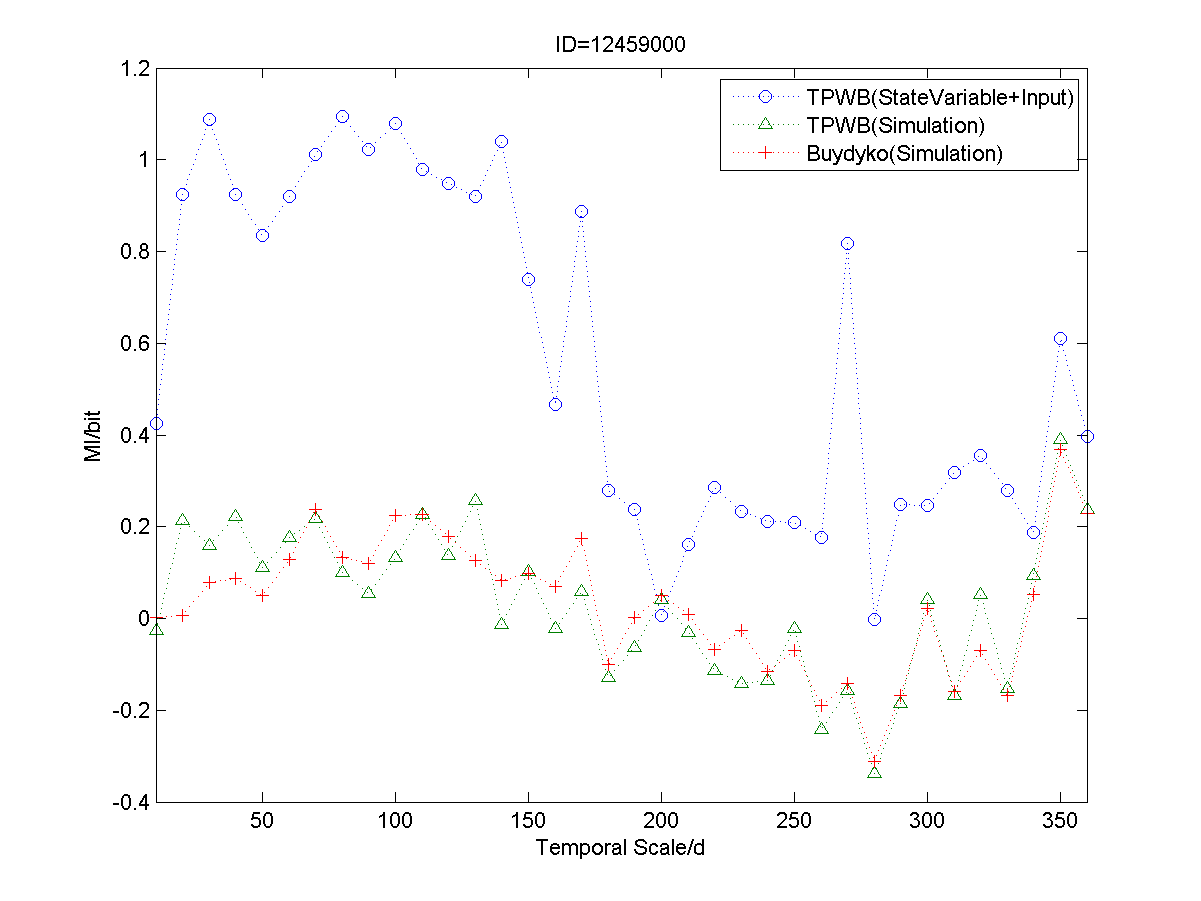 ID=12459000
1.2
1
0.8
0.6
0.4
0.2
0
-0.2
-0.4
MI/bit
TPWB(StateVariable+Input)
TPWB(Simulation)
Buydyko(Simulation)
50
100
150
200
250
300
350
Temporal Scale/d